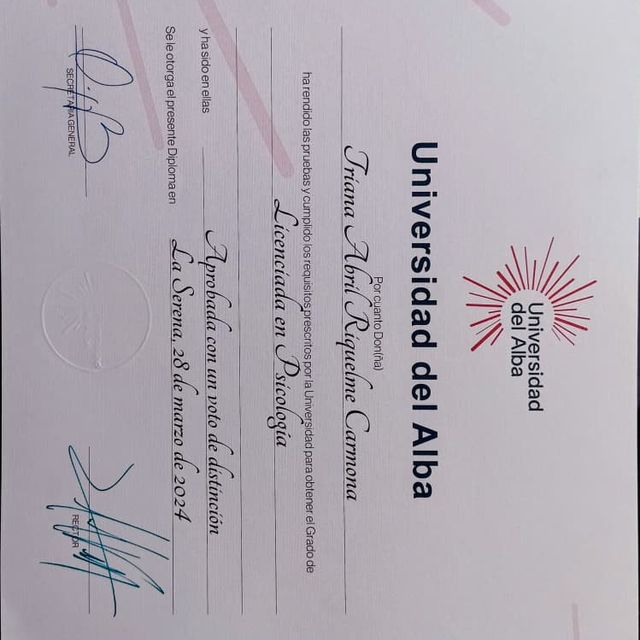 Universidad
del Alba
Universidad del Alba
Por cuanto Don(ña)
Triana Abril Riquelme Carmona
ha rendido las pruebas y cumplido los requisitos prescritos por la Universidad para obtener el Grado de
Licenciada en Psicología
y ha sido en ellas Aprobada con un voto de distinción
Se le otorga el presente Diploma en La Serena, 28 de marzo de 2024
SECRETARIA GENERAL
RECTOR